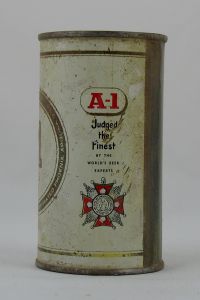 A-1
Judged
the
Finest
BY THE
WORLD'S BEER
EXPERTS